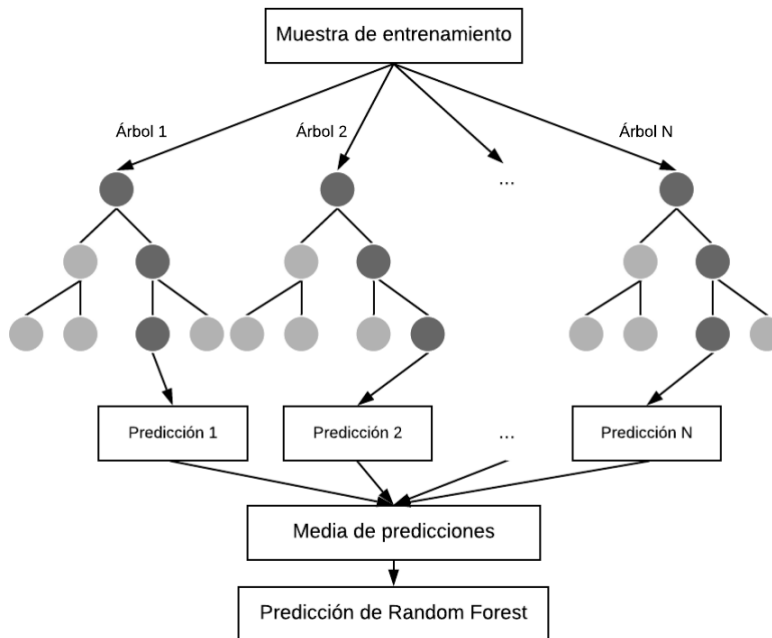 Muestra de entrenamiento
Árbol 1
Árbol 2
Árbol N
...
Predicción 1
Predicción 2
...
Predicción N
Media de predicciones
Predicción de Random Forest